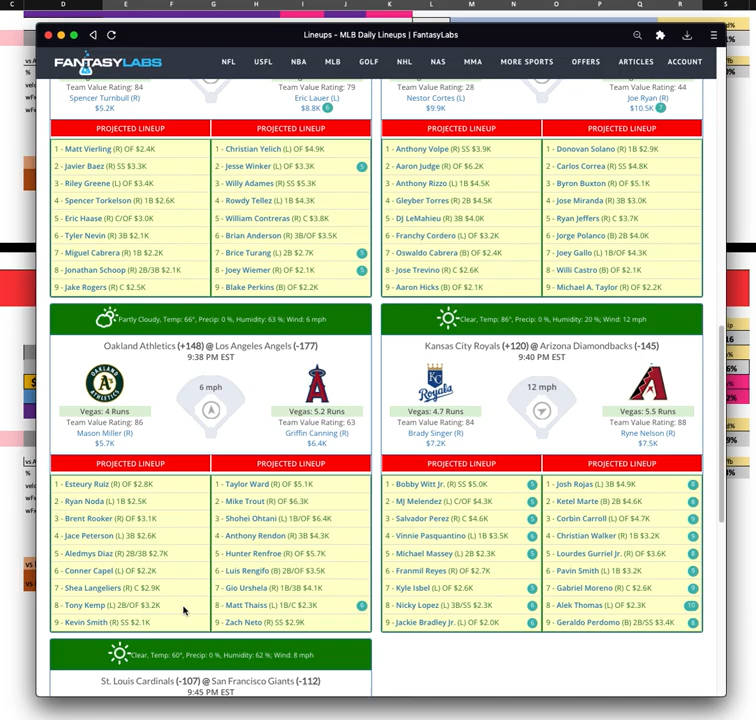 C D E F G H I J K L M N O P Q R S
Lineups - MLB Daily Lineups | FantasyLabs
FANTASYLABS
NFL USFL NBA MLB GOLF NHL NAS MMA MORE SPORTS OFFERS ARTICLES ACCOUNT
Team Value Rating: 84
Spencer Turnbull (R)
$5.2K
Team Value Rating: 79
Eric Lauer (L)
$8.8K 6
PROJECTED LINEUP
PROJECTED LINEUP
1 - Matt Vierling (R) OF $2.4K
2 - Javier Baez (R) SS $3.3K
3 - Riley Greene (L) OF $3.4K
4 - Spencer Torkelson (R) 1B $2.6K
5 - Eric Haase (R) C/OF $3.0K
6 - Tyler Nevin (R) 3B $2.1K
7 - Miguel Cabrera (R) 1B $2.2K
8 - Jonathan Schoop (R) 2B/3B $2.1K
9 - Jake Rogers (R) C $2.5K
1 - Christian Yelich (L) OF $4.9K
2 - Jesse Winker (L) OF $3.3K 5
3 - Willy Adames (R) SS $5.3K
4 - Rowdy Tellez (L) 1B $4.3K
5 - William Contreras (R) C $3.8K
6 - Brian Anderson (R) 3B/OF $3.5K
7 - Brice Turang (L) 2B $2.7K 5
8 - Joey Wiemer (R) OF $2.1K 5
9 - Blake Perkins (B) OF $2.2K
Team Value Rating: 28
Nestor Cortes (L)
$9.9K
Team Value Rating: 44
Joe Ryan (R)
$10.5K 7
PROJECTED LINEUP
PROJECTED LINEUP
1 - Anthony Volpe (R) SS $3.9K
2 - Aaron Judge (R) OF $6.2K
3 - Anthony Rizzo (L) 1B $4.5K
4 - Gleyber Torres (R) 2B $4.5K
5 - DJ LeMahieu (R) 3B $4.0K
6 - Franchy Cordero (L) OF $3.2K
7 - Oswaldo Cabrera (B) OF $2.4K
8 - Jose Trevino (R) C $2.6K
9 - Aaron Hicks (B) OF $2.1K
1 - Donovan Solano (R) 1B $2.9K
2 - Carlos Correa (R) SS $4.8K
3 - Byron Buxton (R) OF $5.1K
4 - Jose Miranda (R) 3B $3.0K
5 - Ryan Jeffers (R) C $3.7K
6 - Jorge Polanco (B) 2B $4.0K
7 - Joey Gallo (L) 1B/OF $4.3K
8 - Willi Castro (B) OF $2.1K
9 - Michael A. Taylor (R) OF $2.2K
Partly Cloudy, Temp: 66°, Precip: 0 %, Humidity: 63 %; Wind: 6 mph
Oakland Athletics (+148) @ Los Angeles Angels (-177)
9:38 PM EST
6 mph
Vegas: 4 Runs
Team Value Rating: 86
Mason Miller (R)
$5.7K
Vegas: 5.2 Runs
Team Value Rating: 63
Griffin Canning (R)
$6.4K
PROJECTED LINEUP
PROJECTED LINEUP
1 - Esteury Ruiz (R) OF $2.8K
2 - Ryan Noda (L) 1B $2.5K
3 - Brent Rooker (R) OF $3.1K
4 - Jace Peterson (L) 3B $2.6K
5 - Aledmys Diaz (R) 2B/3B $2.7K
6 - Conner Capel (L) OF $2.2K
7 - Shea Langeliers (R) C $2.9K
8 - Tony Kemp (L) 2B/OF $3.2K
9 - Kevin Smith (R) SS $2.1K
1 - Taylor Ward (R) OF $5.1K
2 - Mike Trout (R) OF $6.3K
3 - Shohei Ohtani (L) 1B/OF $6.4K
4 - Anthony Rendon (R) 3B $4.3K
5 - Hunter Renfroe (R) OF $5.7K
6 - Luis Rengifo (B) 2B/OF $3.5K
7 - Gio Urshela (R) 1B/3B $4.1K
8 - Matt Thaiss (L) 1B/C $2.3K 6
9 - Zach Neto (R) SS $2.9K
Clear, Temp: 86°, Precip: 0 %, Humidity: 20 %; Wind: 12 mph
Kansas City Royals (+120) @ Arizona Diamondbacks (-145)
9:40 PM EST
12 mph
Vegas: 4.7 Runs
Team Value Rating: 84
Brady Singer (R)
$7.2K
Vegas: 5.5 Runs
Team Value Rating: 88
Ryne Nelson (R)
$7.5K
PROJECTED LINEUP
PROJECTED LINEUP
1 - Bobby Witt Jr. (R) SS $5.0K 5
2 - MJ Melendez (L) C/OF $4.3K 5
3 - Salvador Perez (R) C $4.6K 5
4 - Vinnie Pasquantino (L) 1B $3.5K 6
5 - Michael Massey (L) 2B $2.3K 5
6 - Franmil Reyes (R) OF $2.7K
7 - Kyle Isbel (L) OF $2.6K 5
8 - Nicky Lopez (L) 3B/SS $2.3K 6
9 - Jackie Bradley Jr. (L) OF $2.0K 6
1 - Josh Rojas (L) 3B $4.9K 8
2 - Ketel Marte (B) 2B $4.6K 8
3 - Corbin Carroll (L) OF $4.7K 9
4 - Christian Walker (R) 1B $3.2K 9
5 - Lourdes Gurriel Jr. (R) OF $3.6K 8
6 - Pavin Smith (L) 1B $3.2K 9
7 - Gabriel Moreno (R) C $2.6K 9
8 - Alek Thomas (L) OF $2.3K 10
9 - Geraldo Perdomo (B) 2B/SS $3.4K 8
Clear, Temp: 60°, Precip: 0 %, Humidity: 62 %; Wind: 8 mph
St. Louis Cardinals (-107) @ San Francisco Giants (-112)
9:45 PM EST